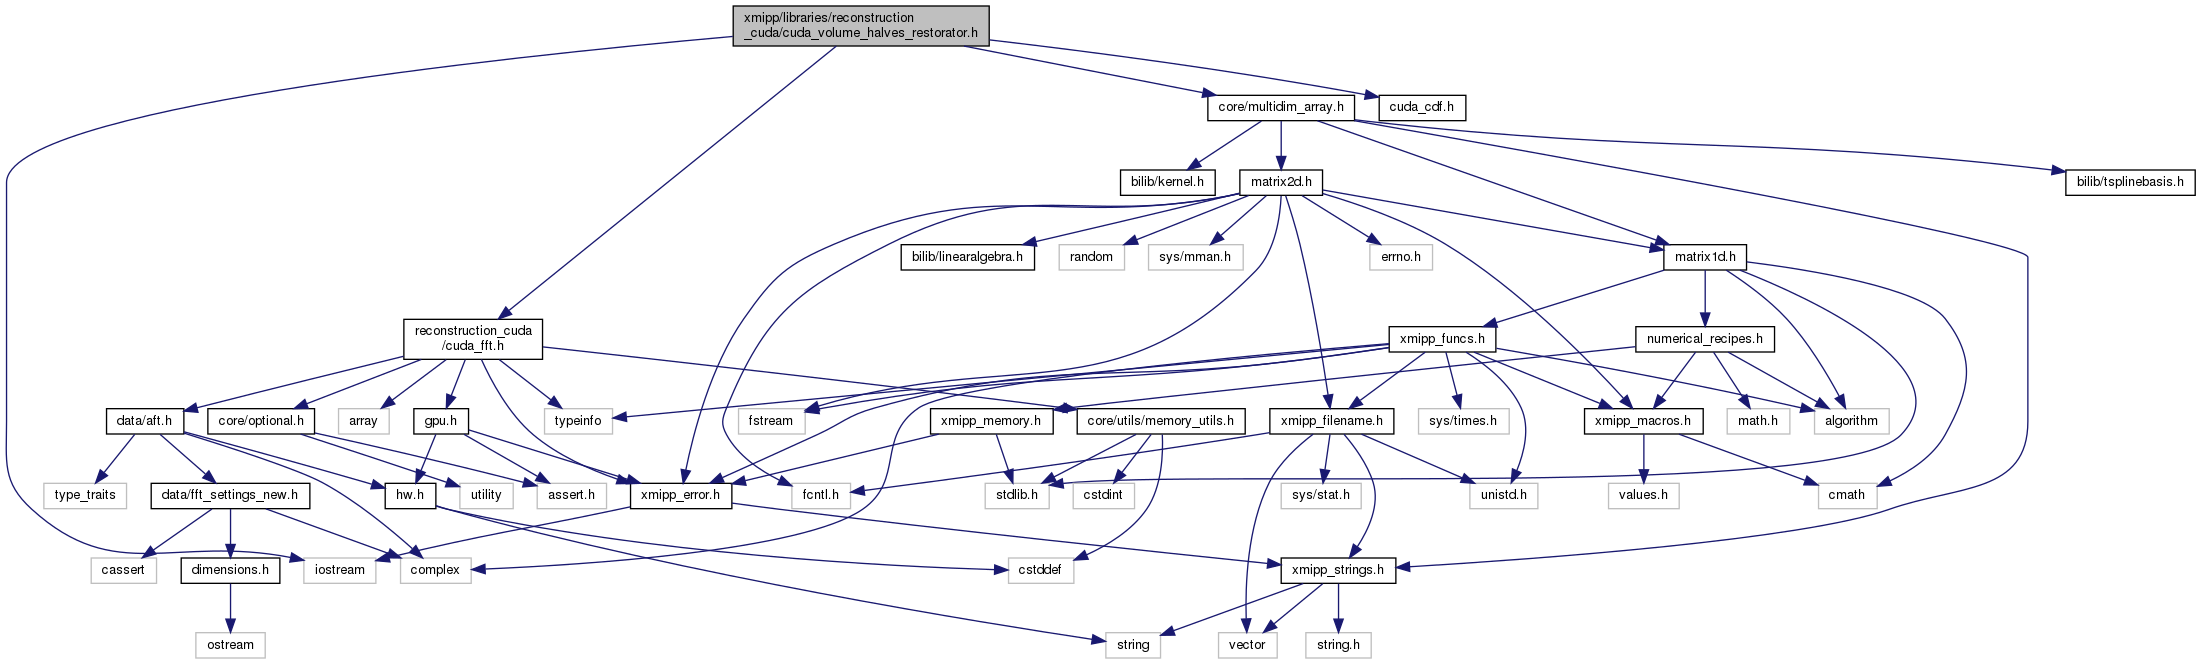 xmipp/libraries/reconstruction
_cuda/cuda_volume_halves_restorator.h
core/multidim_array.h
cuda_cdf.h
bilib/kernel.h
matrix2d.h
bilib/tsplinebasis.h
bilib/linearalgebra.h
random
sys/mman.h
errno.h
matrix1d.h
reconstruction_cuda
/cuda_fft.h
xmipp_funcs.h
numerical_recipes.h
data/aft.h
core/optional.h
array
gpu.h
typeinfo
fstream
xmipp_memory.h
core/utils/memory_utils.h
xmipp_filename.h
sys/times.h
xmipp_macros.h
math.h
algorithm
type_traits
data/fft_settings_new.h
hw.h
utility
assert.h
xmipp_error.h
fcntl.h
stdlib.h
cstdint
sys/stat.h
unistd.h
values.h
cmath
cassert
dimensions.h
iostream
complex
cstddef
xmipp_strings.h
ostream
string
vector
string.h